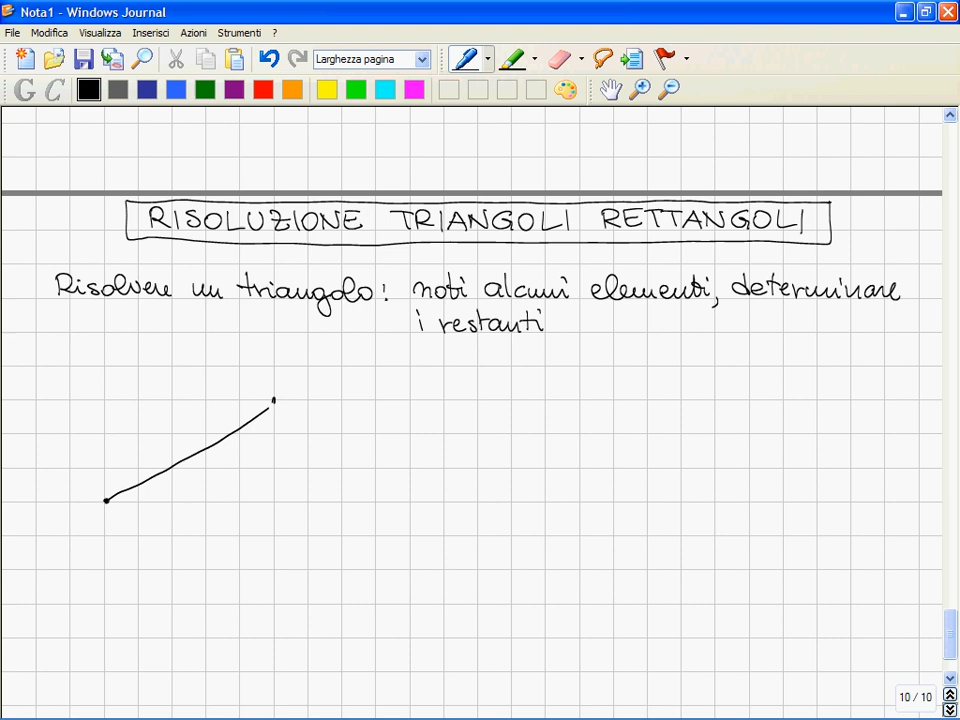 Nota1 - Windows Journal
File Modifica Visualizza Inserisci Azioni Strumenti ?
Larghezza pagina
G C
RISOLUZIONE TRIANGOLI RETTANGOLI
Risolvere un triangolo: noti alcuni elementi, determinare
i restanti
10 / 10